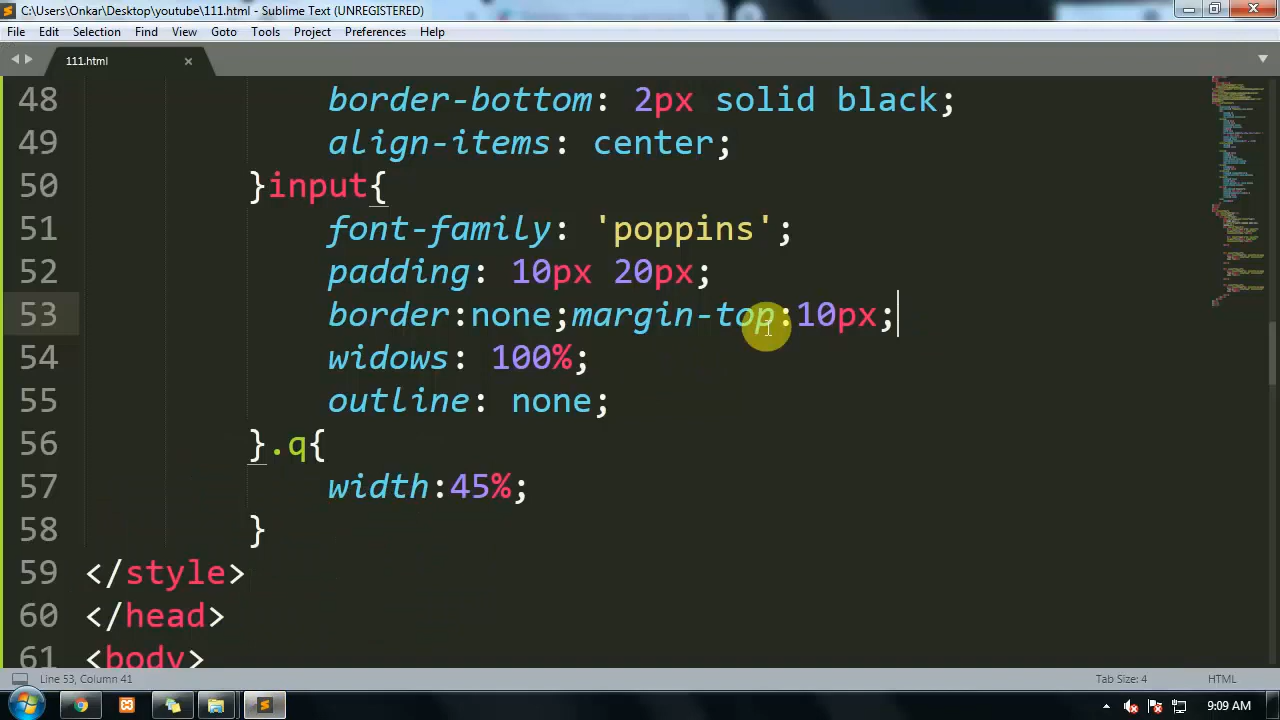 C:\Users\Onkar\Desktop\youtube\111.html - Sublime Text (UNREGISTERED)
File Edit Selection Find View Goto Tools Project Preferences Help
111.html
48 border-bottom: 2px solid black;
49 align-items: center;
50 }input{
51 font-family: 'poppins';
52 padding: 10px 20px;
53 border:none;margin-top:10px;
54 widows: 100%;
55 outline: none;
56 }.q{
57 width:45%;
58 }
59 </style>
60 </head>
61 <body>
Line 53, Column 41 Tab Size: 4 HTML
9:09 AM